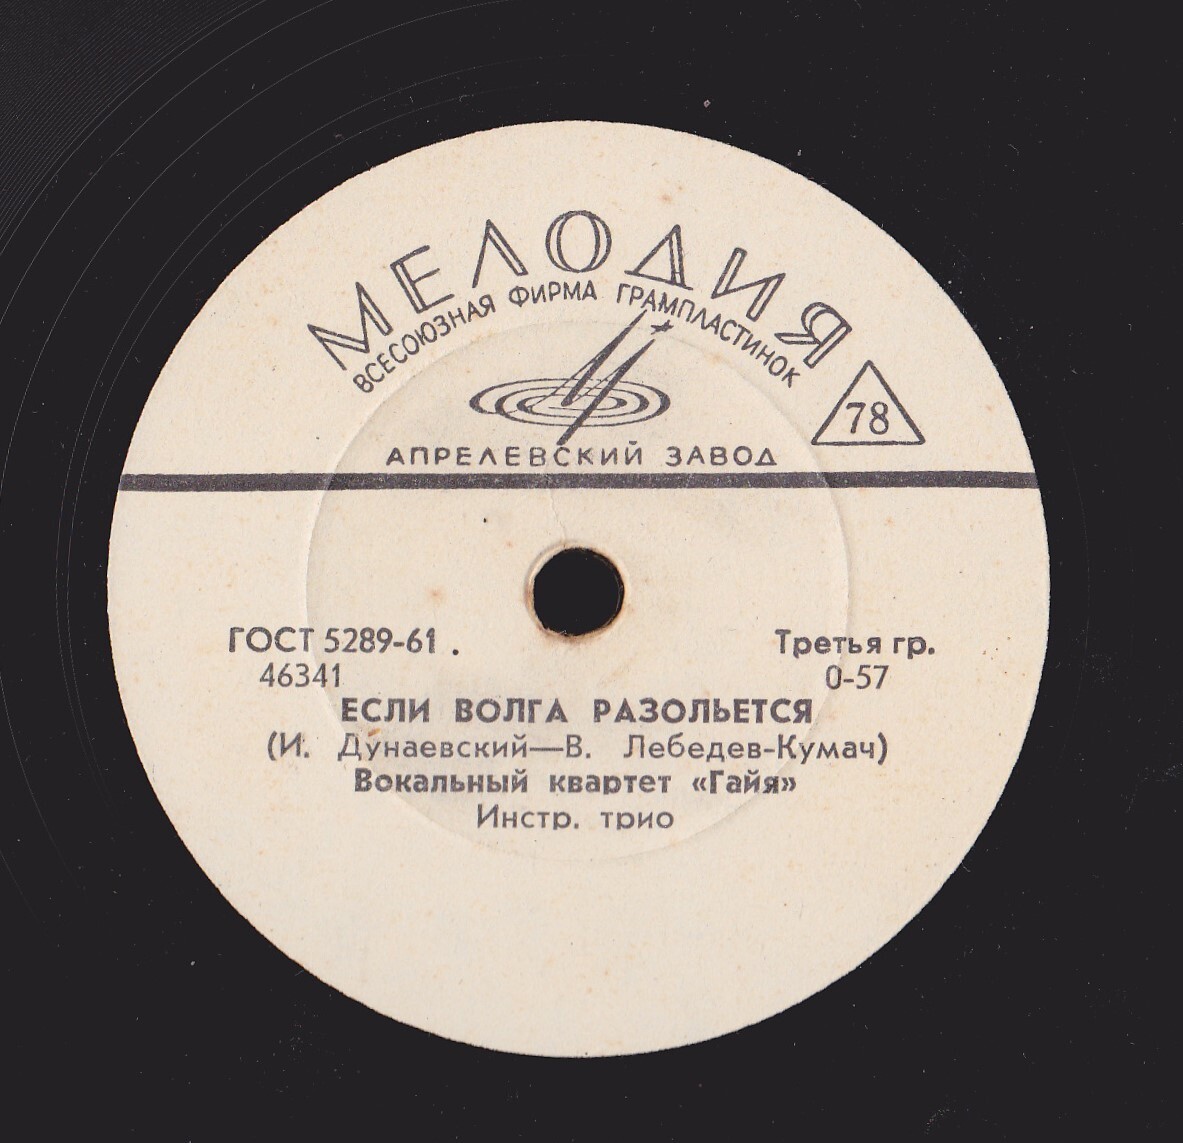 МЕЛОДИЯ
ВСЕСОЮЗНАЯ ФИРМА ГРАМПЛАСТИНОК
78
АПРЕЛЕВСКИЙ ЗАВОД
ГОСТ 5289-61 . Третья гр.
46341 0-57
ЕСЛИ ВОЛГА РАЗОЛЬЕТСЯ
(И. Дунаевский—В. Лебедев-Кумач)
Вокальный квартет «Гайя»
Инстр. трио